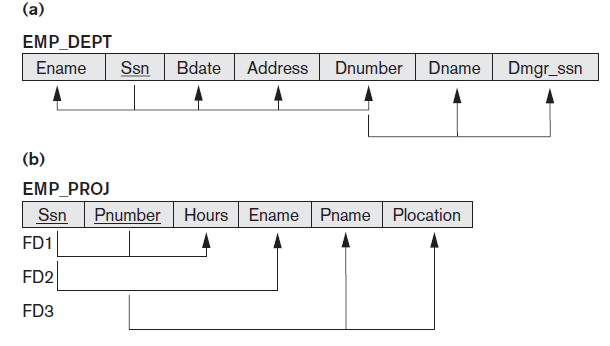 (a)
EMP_DEPT
Ename Ssn Bdate Address Dnumber Dname Dmgr_ssn
(b)
EMP_PROJ
Ssn Pnumber Hours Ename Pname Plocation
FD1
FD2
FD3